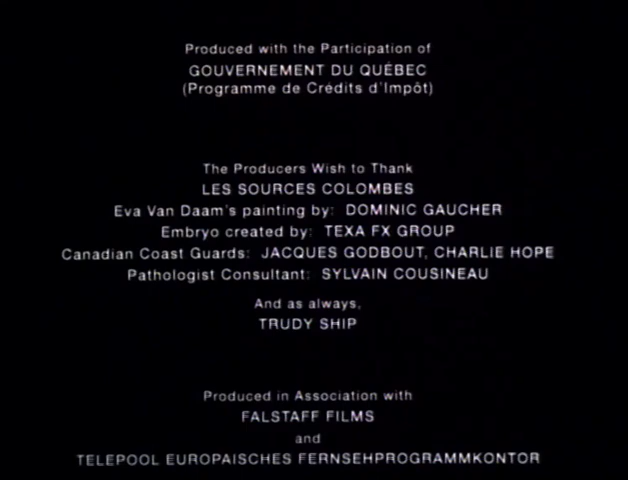 Produced with the Participation of
GOUVERNEMENT DU QUÉBEC
(Programme de Crédits d'Impôt)
The Producers Wish to Thank
LES SOURCES COLOMBES
Eva Van Daam's painting by: DOMINIC GAUCHER
Embryo created by: TEXA FX GROUP
Canadian Coast Guards: JACQUES GODBOUT, CHARLIE HOPE
Pathologist Consultant: SYLVAIN COUSINEAU
And as always,
TRUDY SHIP
Produced in Association with
FALSTAFF FILMS
and
TELEPOOL EUROPAISCHES FERNSEHPROGRAMMKONTOR